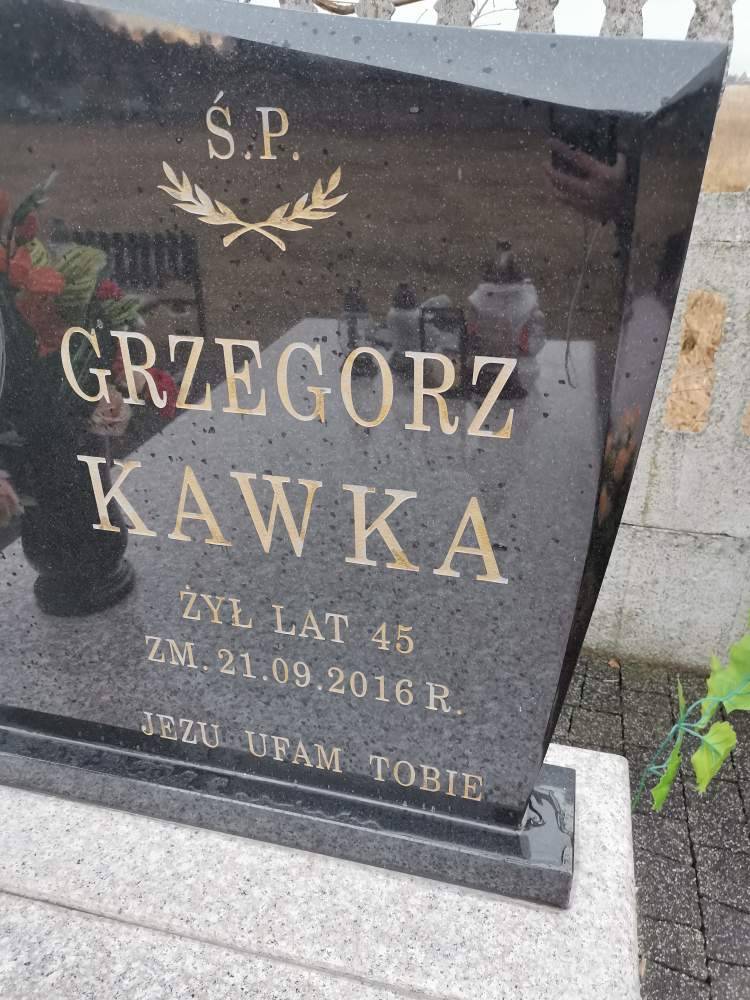 Ś.P.
GRZEGORZ
KAWKA
ŻYŁ LAT 45
ZM. 21.09.2016 R.
JEZU UFAM TOBIE